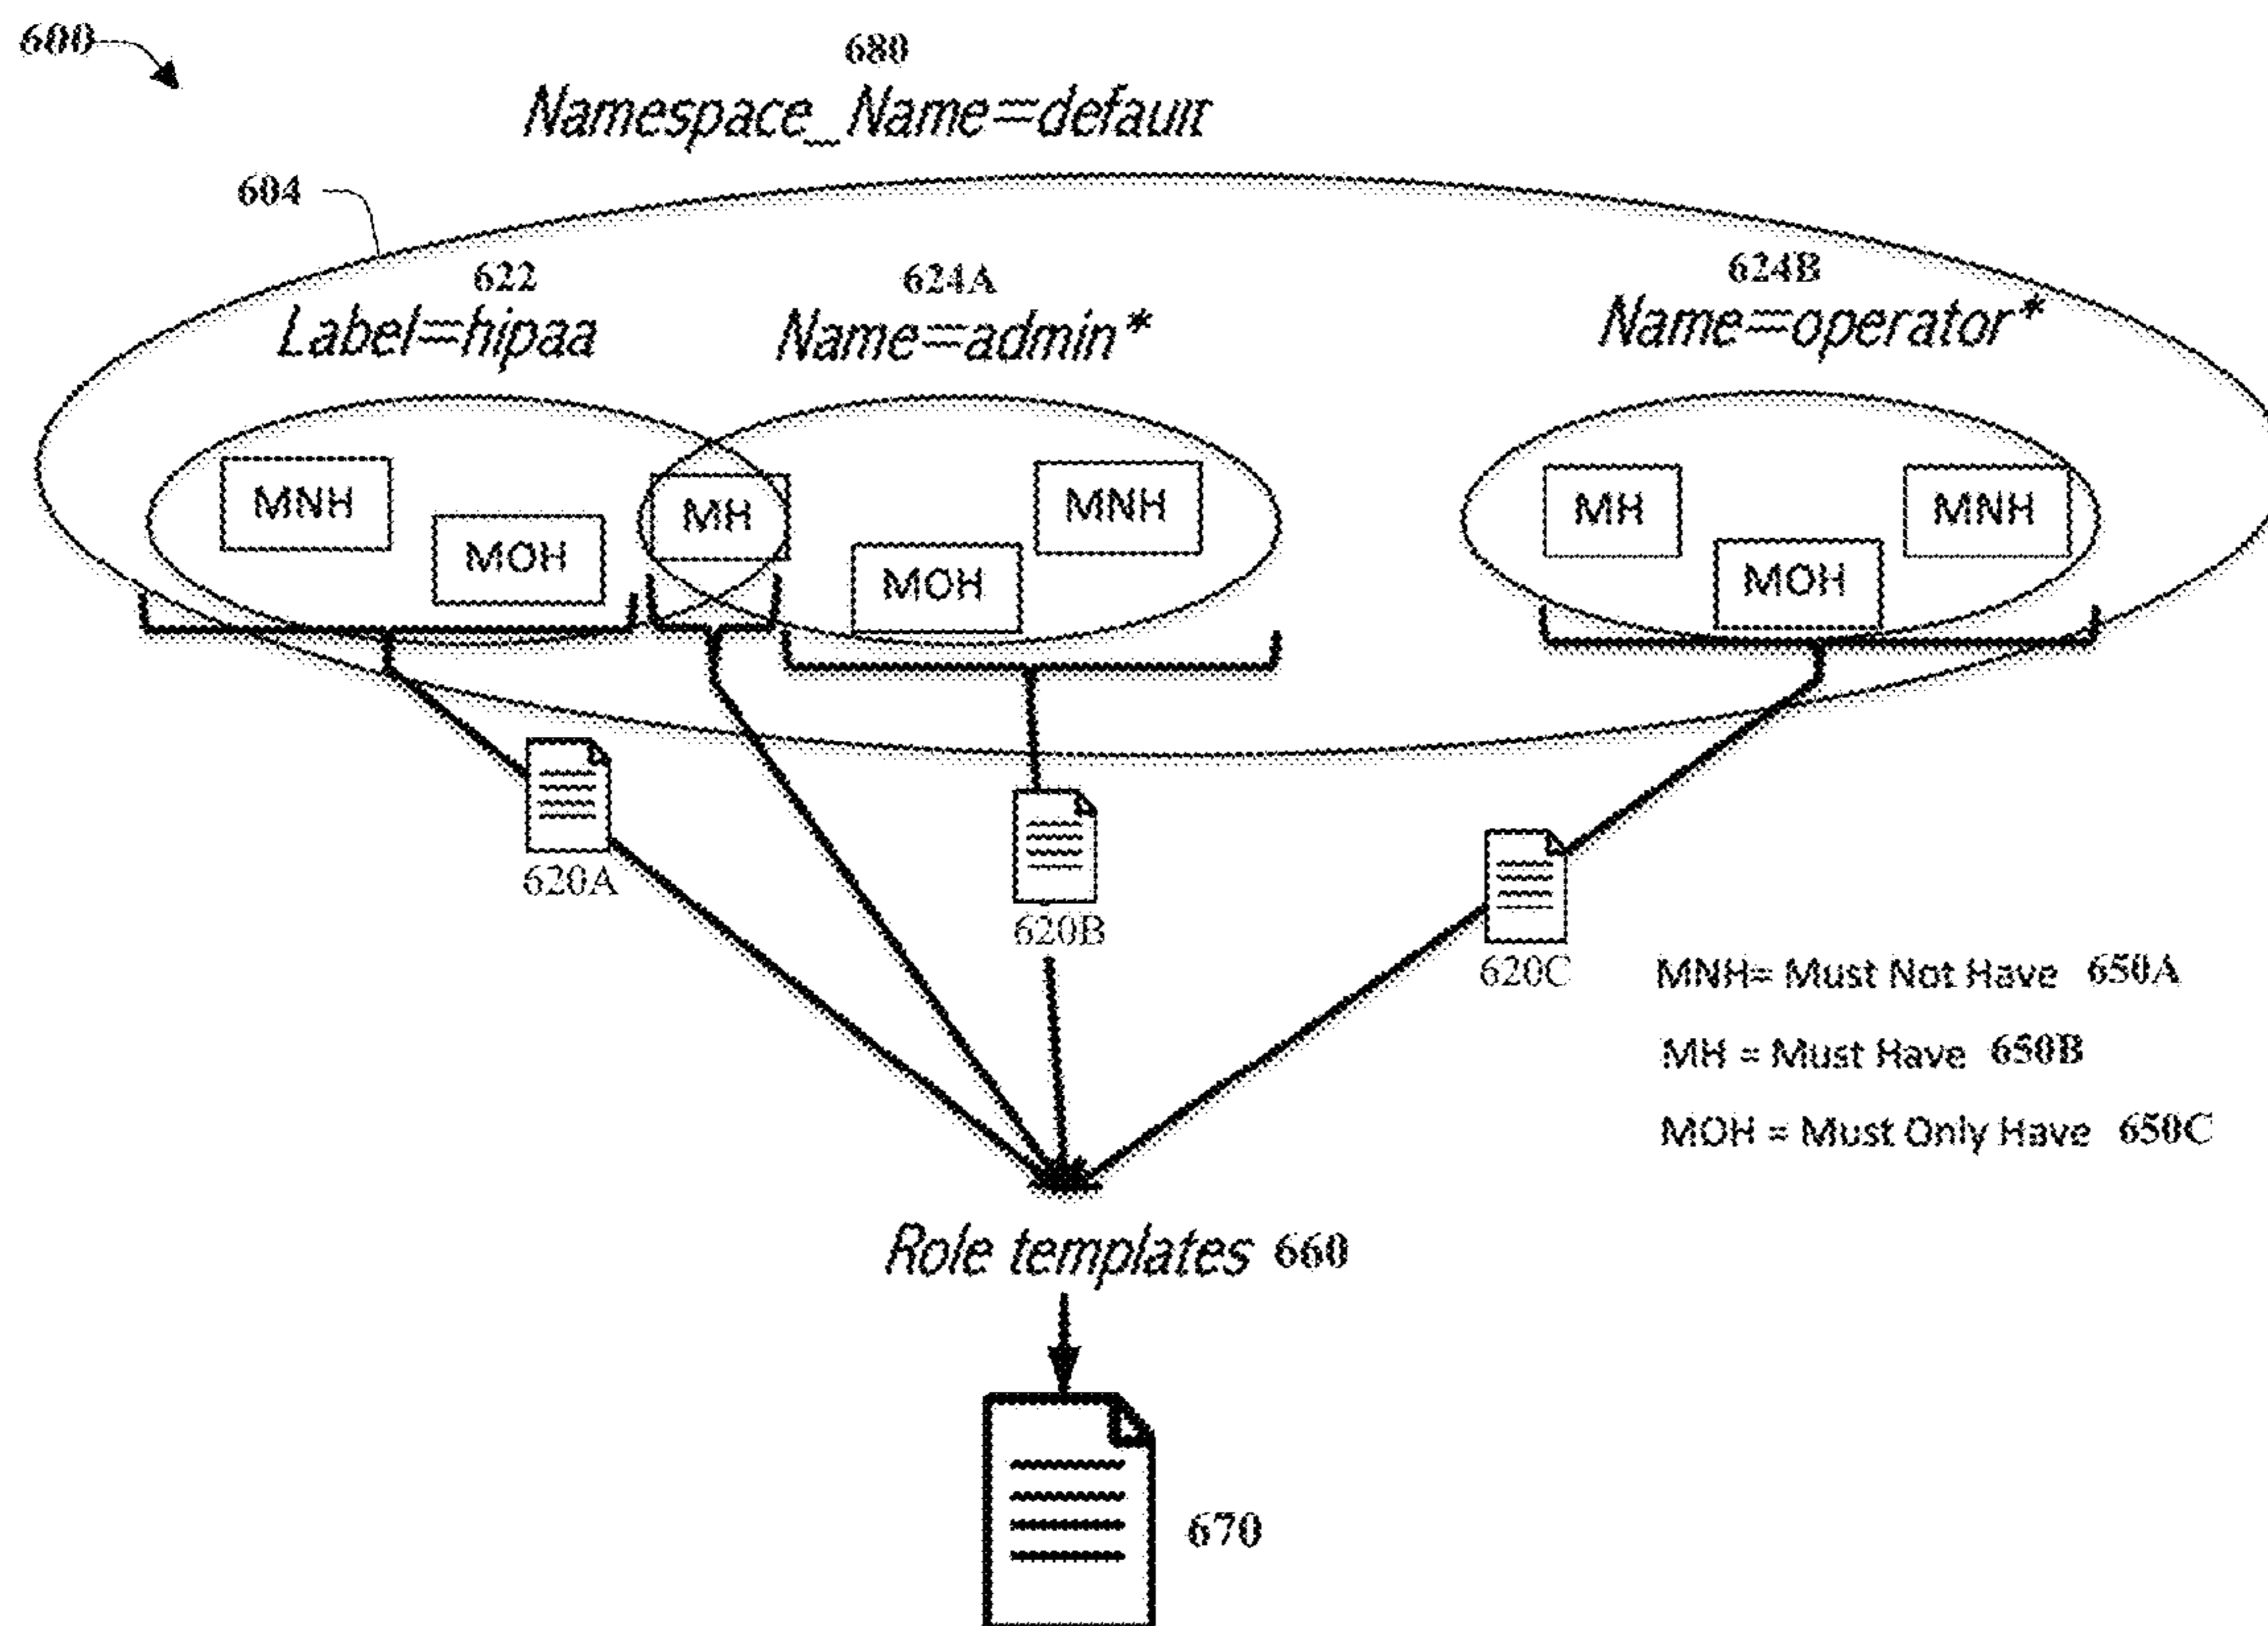 600
680
Namespace_Name=default
604
622
624A
624B
Label=hipaa
Name=admin*
Name=operator*
MNH
MOH
MH
MOH
MNH
MH
MOH
MNH
620A
620B
620C
MNH= Must Not Have 650A
MH = Must Have 650B
MOH = Must Only Have 650C
Role templates 660
670